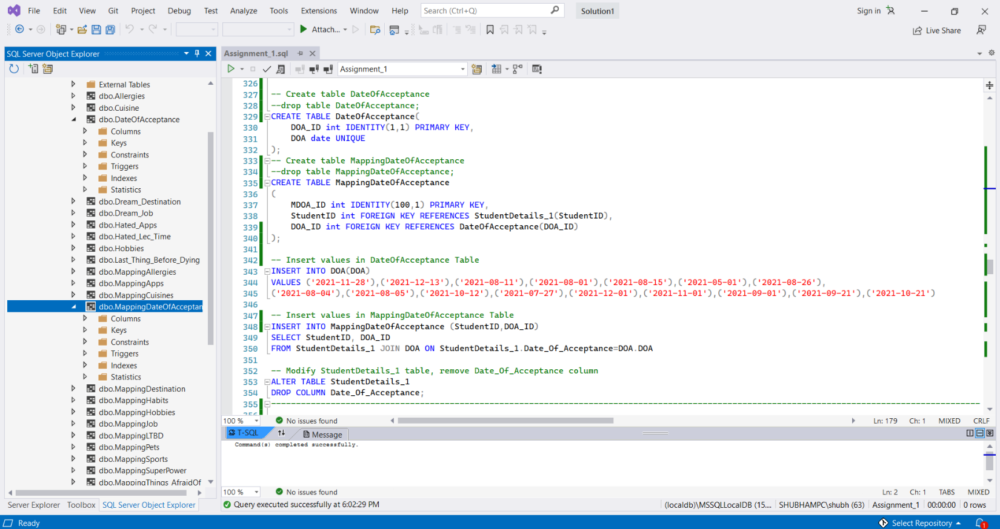 File Edit View Git Project Debug Test Analyze Tools Extensions Window Help Search (Ctrl+Q) Solution1 Sign in
Attach... Live Share
SQL Server Object Explorer
External Tables
dbo.Allergies
dbo.Cuisine
dbo.DateOfAcceptance
Columns
Keys
Constraints
Triggers
Indexes
Statistics
dbo.Dream_Destination
dbo.Dream_Job
dbo.Hated_Apps
dbo.Hated_Lec_Time
dbo.Hobbies
dbo.Last_Thing_Before_Dying
dbo.MappingAllergies
dbo.MappingApps
dbo.MappingCuisines
dbo.MappingDateOfAcceptan
Columns
Keys
Constraints
Triggers
Indexes
Statistics
dbo.MappingDestination
dbo.MappingHabits
dbo.MappingHobbies
dbo.MappingJob
dbo.MappingLTBD
dbo.MappingPets
dbo.MappingSports
dbo.MappingSuperPower
dbo.MappingThings_AfraidOf
Server Explorer Toolbox SQL Server Object Explorer
Assignment_1.sql
Assignment_1
326
327 -- Create table DateOfAcceptance
328 --drop table DateOfAcceptance;
329 CREATE TABLE DateOfAcceptance(
330 DOA_ID int IDENTITY(1,1) PRIMARY KEY,
331 DOA date UNIQUE
332 );
333 -- Create table MappingDateOfAcceptance
334 --drop table MappingDateOfAcceptance;
335 CREATE TABLE MappingDateOfAcceptance
336 (
337 MDOA_ID int IDENTITY(100,1) PRIMARY KEY,
338 StudentID int FOREIGN KEY REFERENCES StudentDetails_1(StudentID),
339 DOA_ID int FOREIGN KEY REFERENCES DateOfAcceptance(DOA_ID)
340 );
341
342 -- Insert values in DateOfAcceptance Table
343 INSERT INTO DOA(DOA)
344 VALUES ('2021-11-28'),('2021-12-13'),('2021-08-11'),('2021-08-01'),('2021-08-15'),('2021-05-01'),('2021-08-26'),
345 ('2021-08-04'),('2021-08-05'),('2021-10-12'),('2021-07-27'),('2021-12-01'),('2021-11-01'),('2021-09-01'),('2021-09-21'),('2021-10-21')
346
347 -- Insert values in MappingDateOfAcceptance Table
348 INSERT INTO MappingDateOfAcceptance (StudentID,DOA_ID)
349 SELECT StudentID, DOA_ID
350 FROM StudentDetails_1 JOIN DOA ON StudentDetails_1.Date_Of_Acceptance=DOA.DOA
351
352 -- Modify StudentDetails_1 table, remove Date_Of_Acceptance column
353 ALTER TABLE StudentDetails_1
354 DROP COLUMN Date_Of_Acceptance;
355
356
100 % No issues found Ln: 179 Ch: 1 MIXED CRLF
T-SQL Message
Command(s) completed successfully.
100 % No issues found Ln: 2 Ch: 1 TABS MIXED
Query executed successfully at 6:02:29 PM (localdb)\MSSQLLocalDB (15.... SHUBHAMPC\shubh (63) Assignment_1 00:00:00 0 rows
Ready Select Repository 1